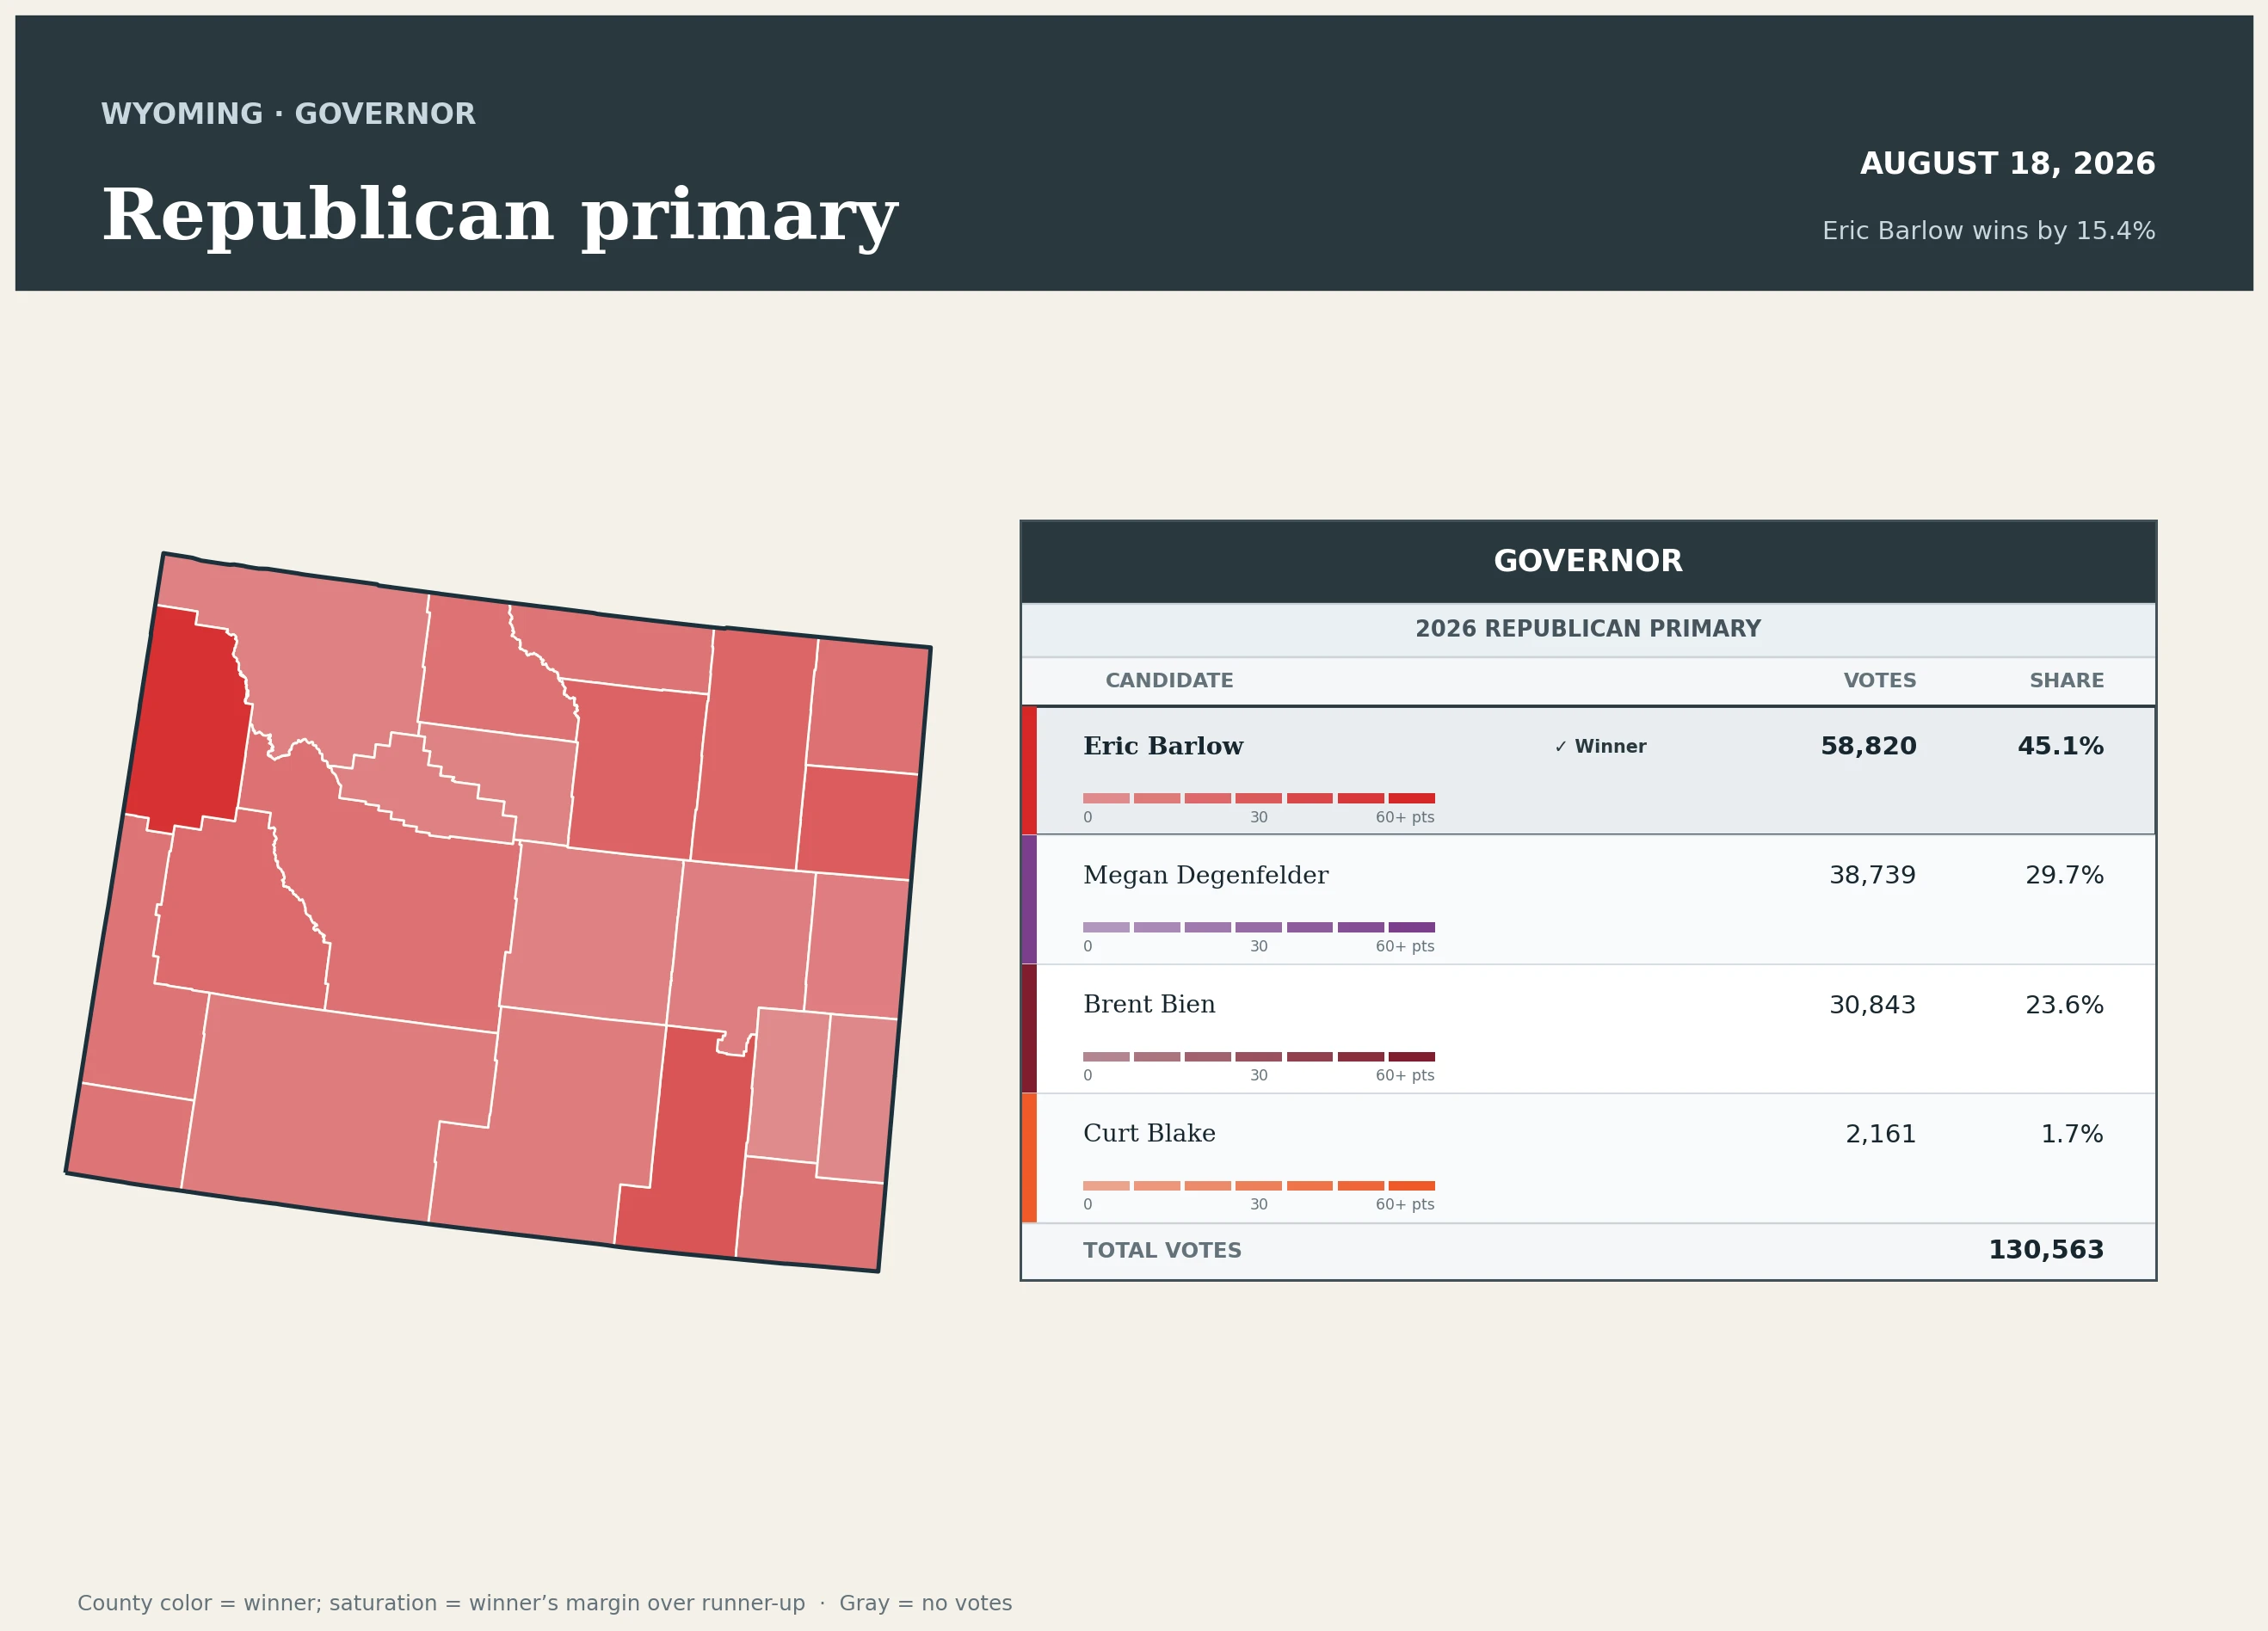 WYOMING · GOVERNOR
Republican primary
AUGUST 18, 2026
Eric Barlow wins by 15.4%
GOVERNOR
2026 REPUBLICAN PRIMARY
CANDIDATE VOTES SHARE
Eric Barlow ✓ Winner 58,820 45.1%
0 30 60+ pts
Megan Degenfelder 38,739 29.7%
0 30 60+ pts
Brent Bien 30,843 23.6%
0 30 60+ pts
Curt Blake 2,161 1.7%
0 30 60+ pts
TOTAL VOTES 130,563
County color = winner; saturation = winner’s margin over runner-up · Gray = no votes